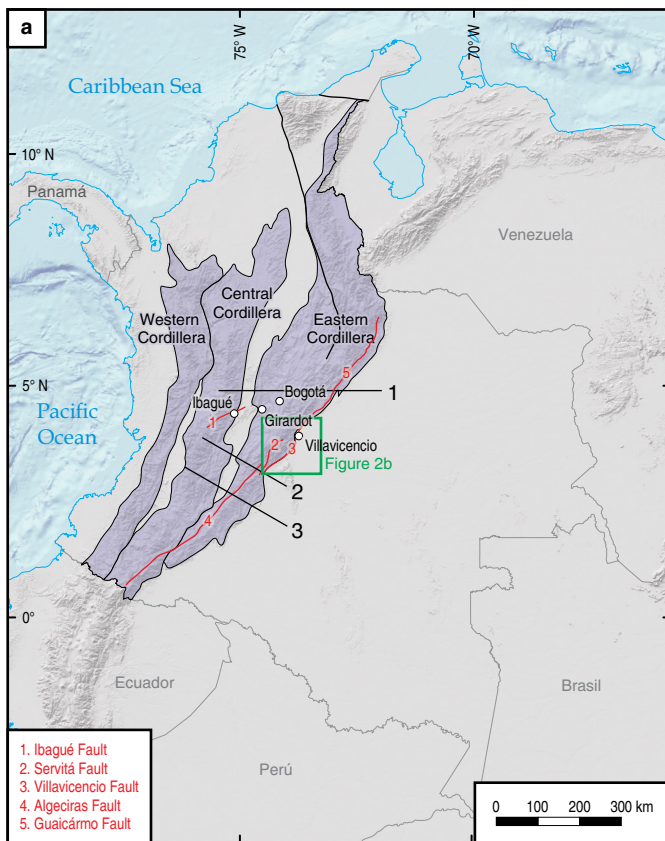 a
75° W
70° W
Caribbean Sea
10° N
Panamá
Venezuela
Central
Cordillera
Western
Cordillera
Eastern
Cordillera
5
5° N
1
Bogotá
Ibagué
Girardot
1
Pacific
Ocean
2
3
Villavicencio
Figure 2b
2
3
4
0°
Ecuador
Brasil
Perú
1. Ibagué Fault
2. Servitá Fault
3. Villavicencio Fault
4. Algeciras Fault
5. Guaicármo Fault
0 100 200 300 km